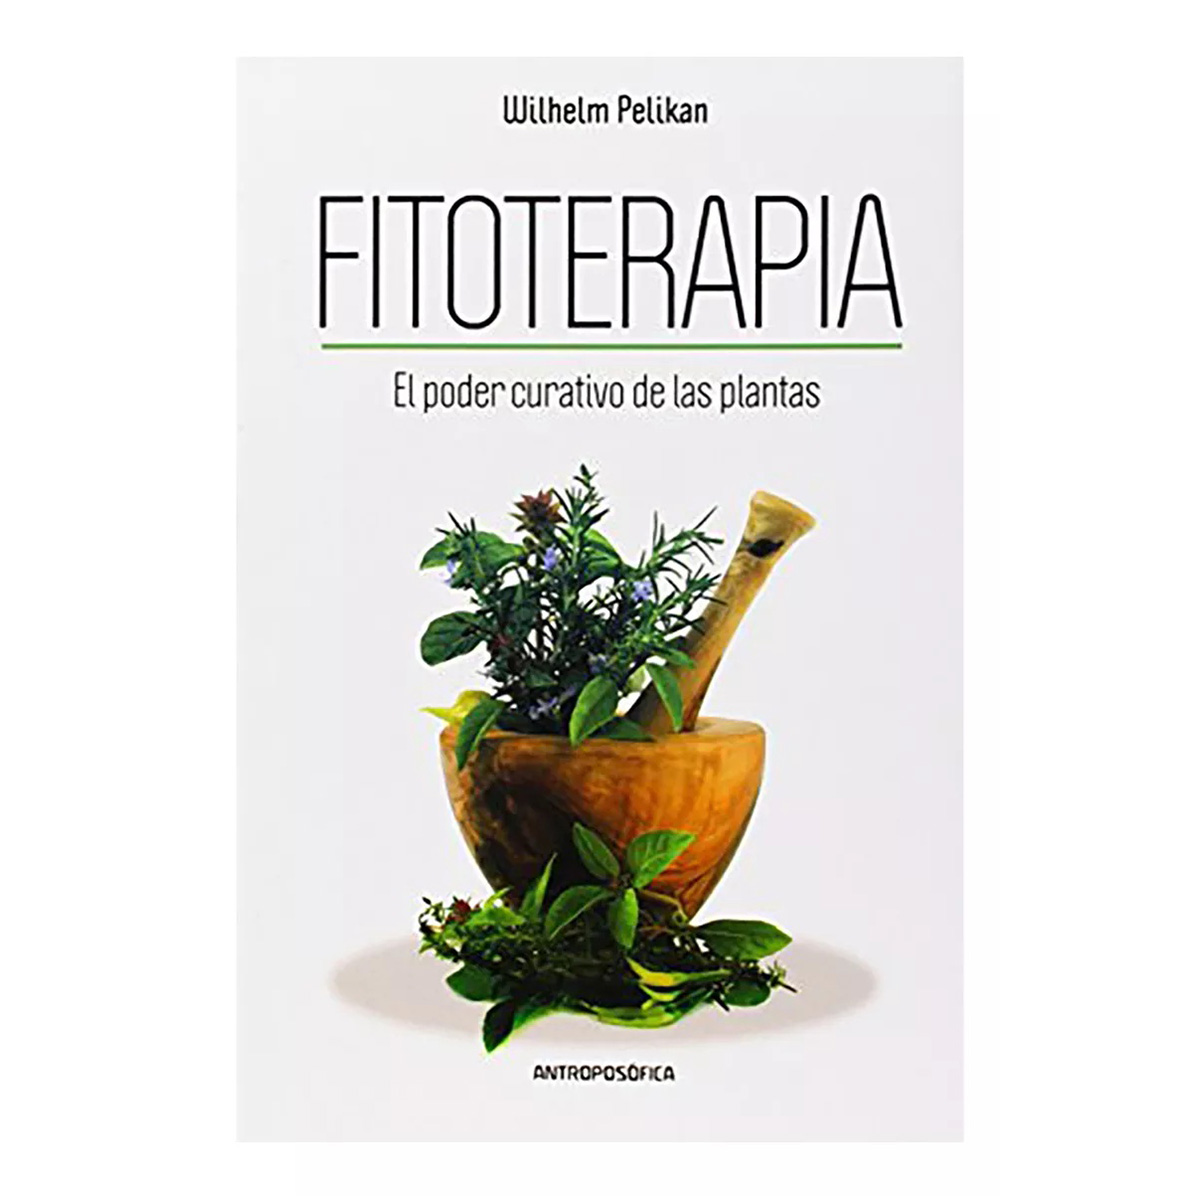 Wilhelm Pelikan
FITOTERAPIA
El poder curativo de las plantas
ANTROPOSÓFICA